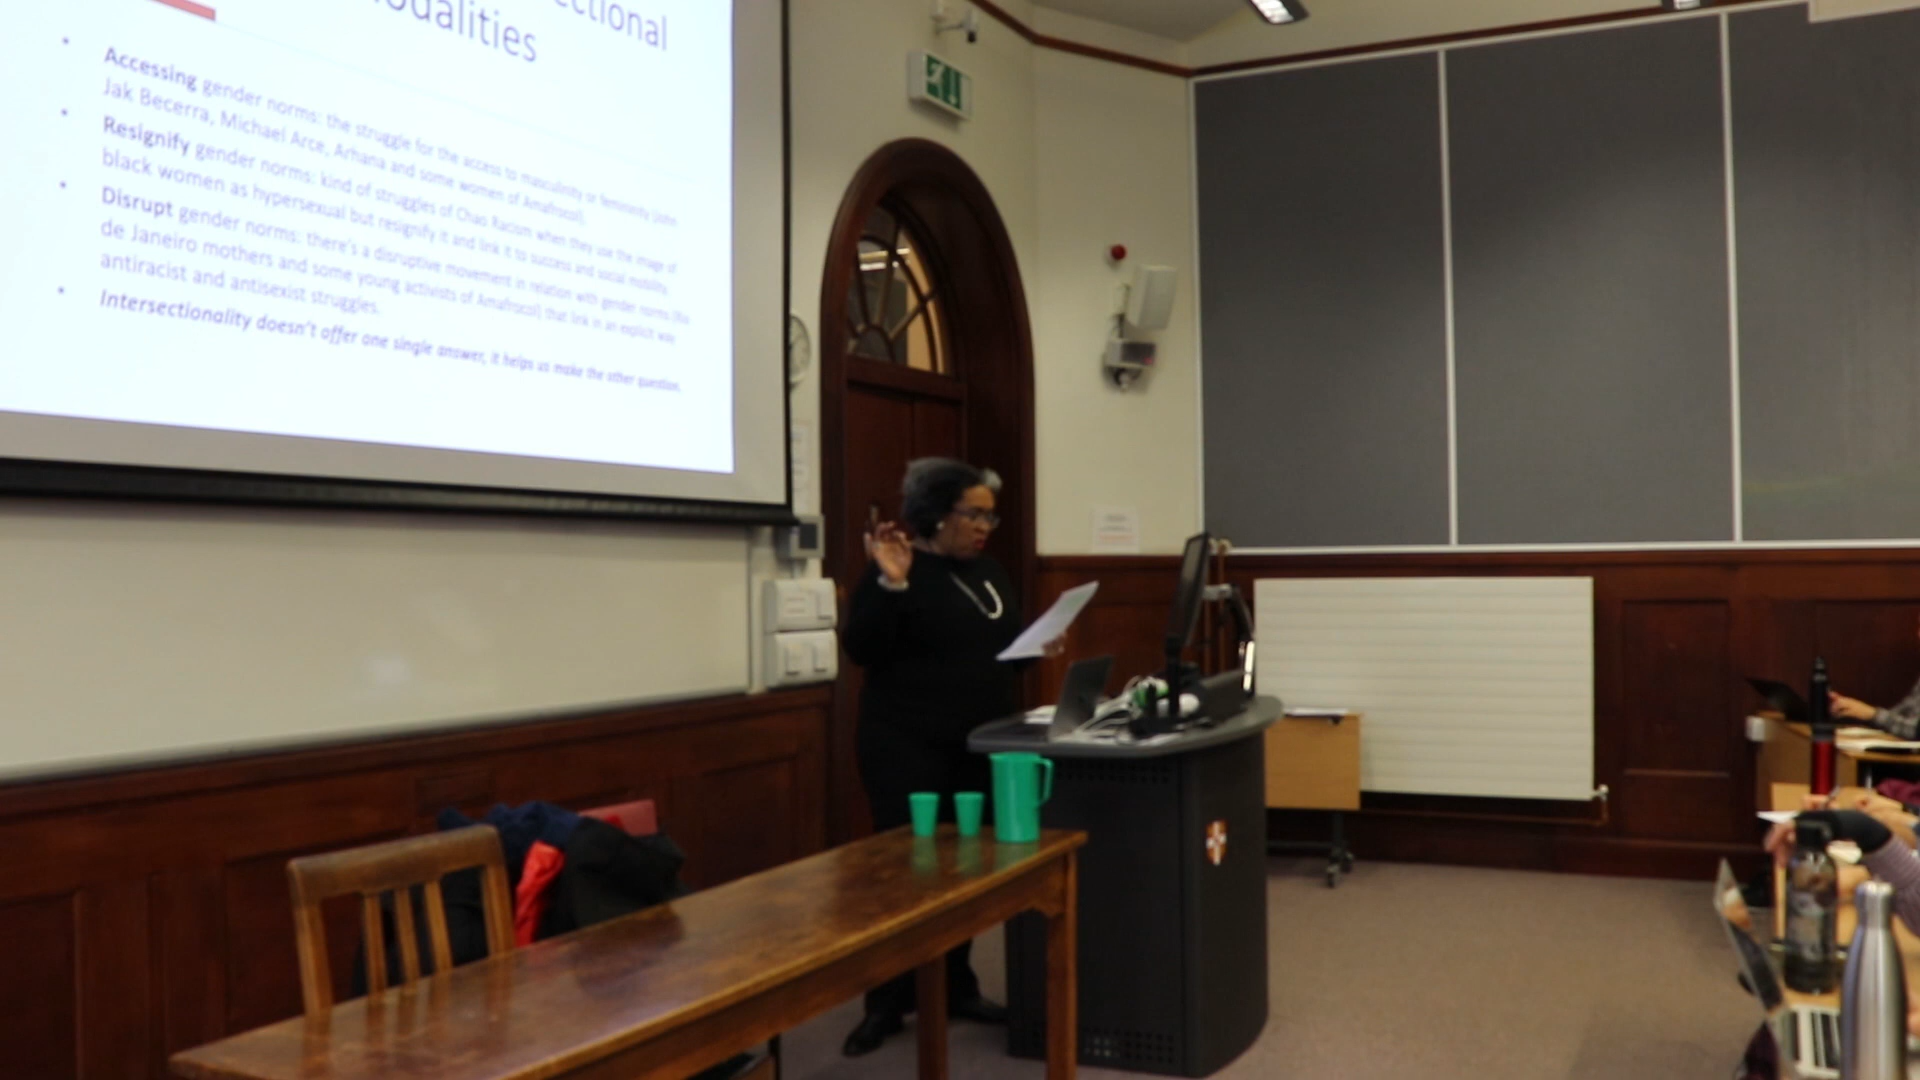 ectional
odalities
Accessing gender norms: the struggle for the access to masculinity or femininity (John
Jak Becerra, Michael Arce, Arhana and some women of Amafrocol).
Resignify gender norms: kind of struggles of Chao Racism when they use the image of
black women as hypersexual but resignify it and link it to success and social mobility.
Disrupt gender norms: there's a disruptive movement in relation with gender norms (Rio
de Janeiro mothers and some young activists of Amafrocol) that link in an explicit way
antiracist and antisexist struggles.
Intersectionality doesn't offer one single answer, it helps us make the other question.